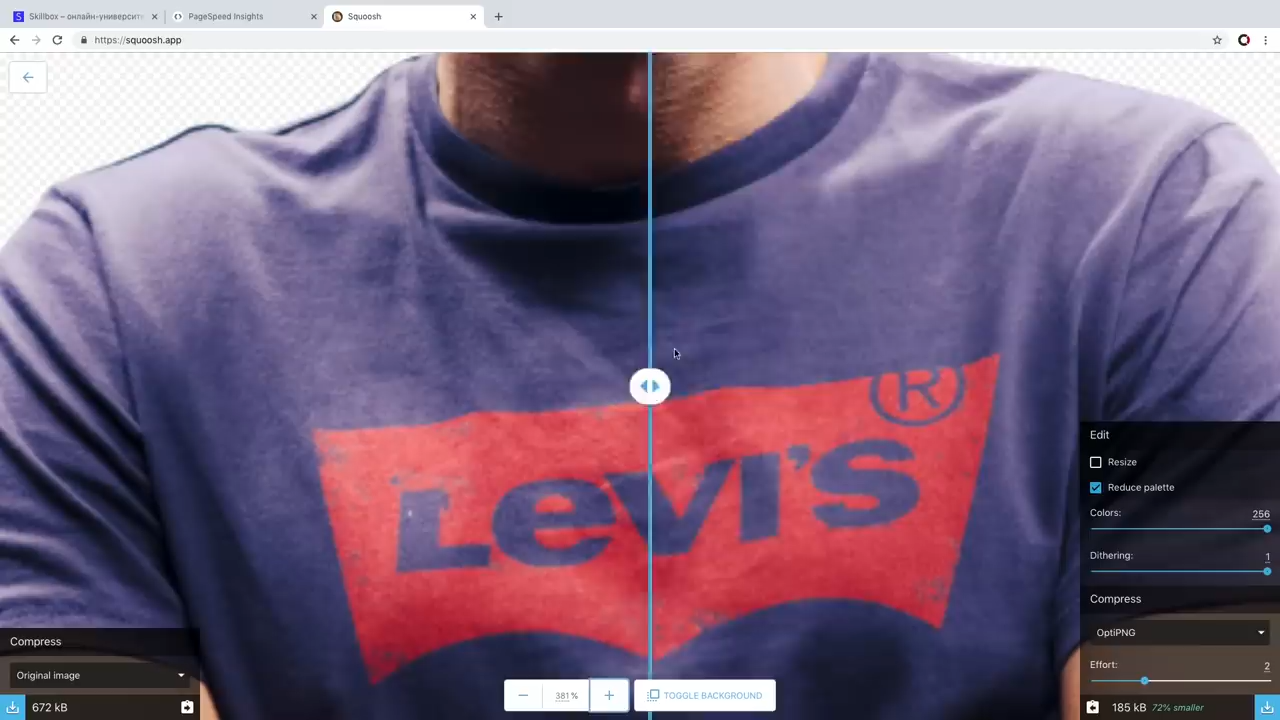 Skillbox – онлайн-университе
PageSpeed Insights
Squoosh
https://squoosh.app
LEVI'S
®
Edit
Resize
Reduce palette
Colors: 256
Dithering: 1
Compress
OptiPNG
Effort: 2
185 kB 72% smaller
Compress
Original image
672 kB
381 %
TOGGLE BACKGROUND